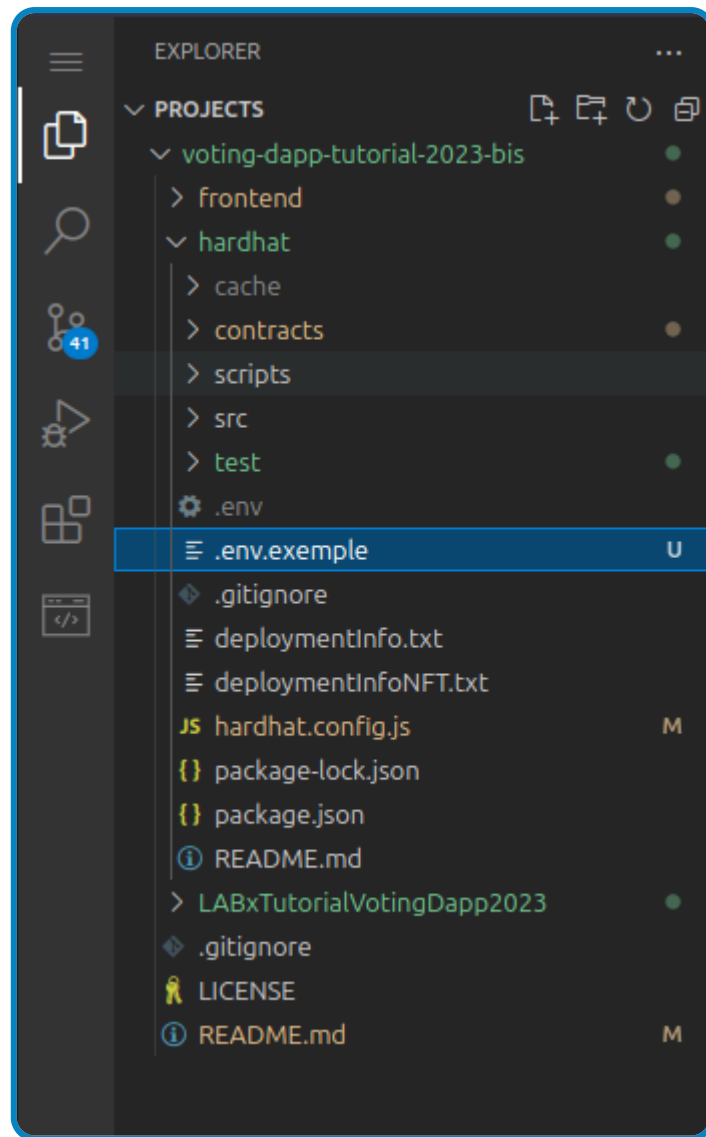 EXPLORER
PROJECTS
voting-dapp-tutorial-2023-bis
frontend
hardhat
cache
41
contracts
scripts
src
test
.env
.env.exemple U
.gitignore
deploymentInfo.txt
deploymentInfoNFT.txt
JS hardhat.config.js M
{} package-lock.json
{} package.json
README.md
LABxTutorialVotingDapp2023
.gitignore
LICENSE
README.md M